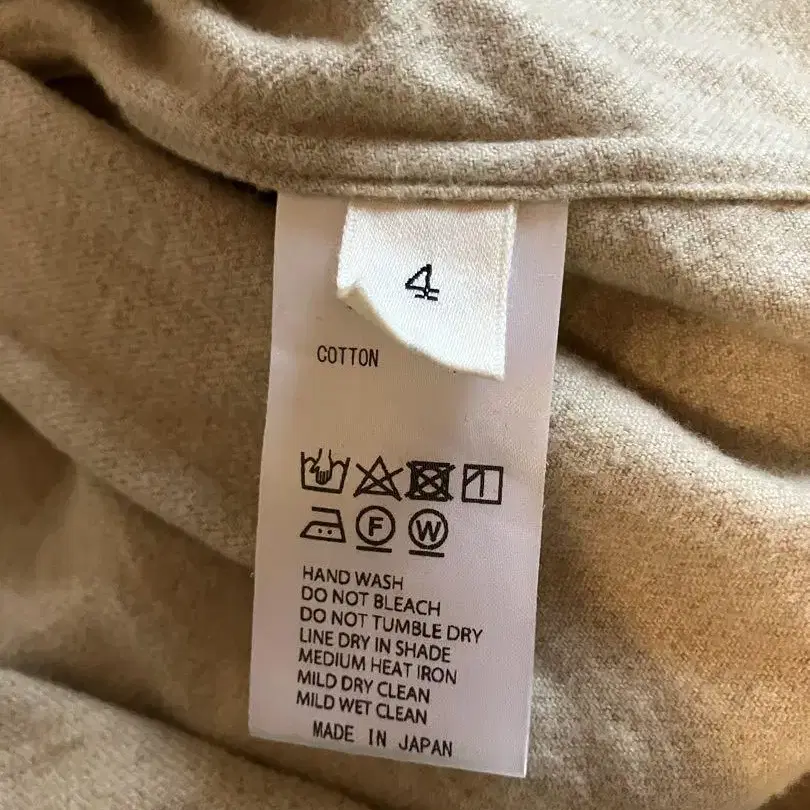 4
COTTON
F W
HAND WASH
DO NOT BLEACH
DO NOT TUMBLE DRY
LINE DRY IN SHADE
MEDIUM HEAT IRON
MILD DRY CLEAN
MILD WET CLEAN
MADE IN JAPAN